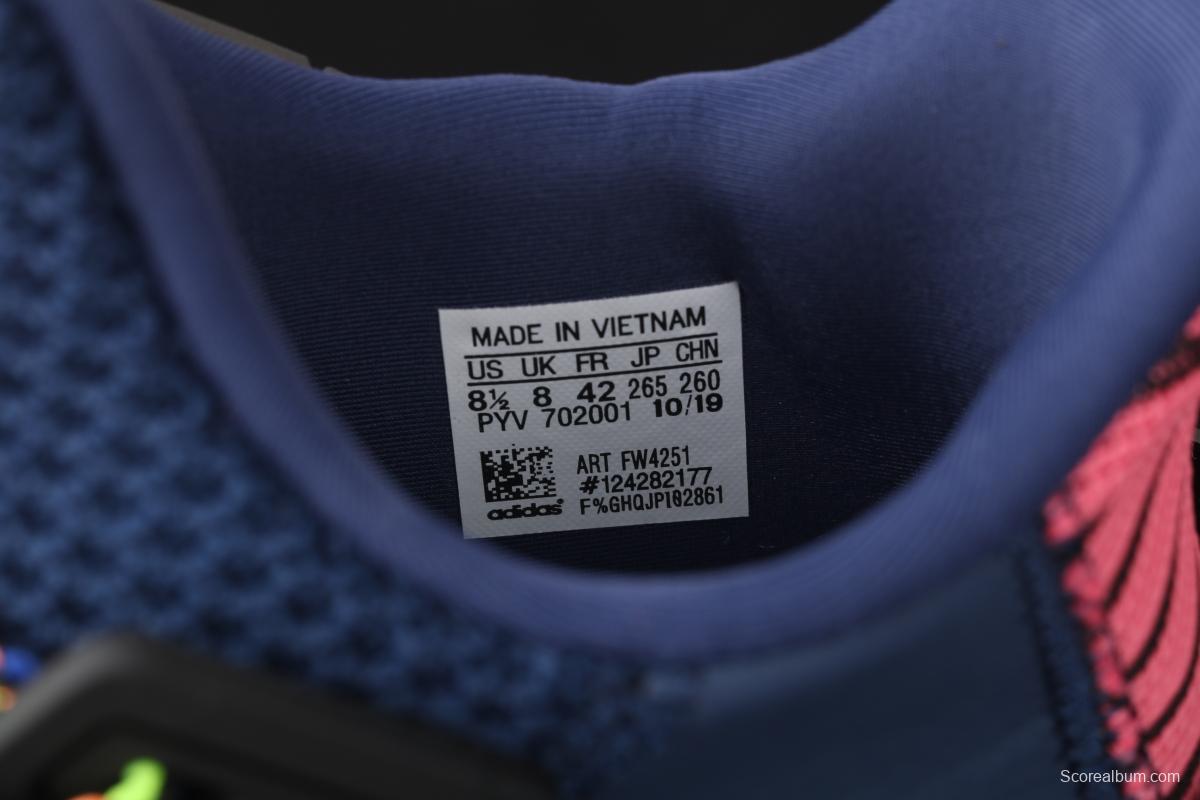 MADE IN VIETNAM
US UK FR JP CHN
8½ 8 42 265 260
PYV 702001 10/19
ART FW4251
#124282177
F%GHQJPI02861
adidas®
Scorealbum.com